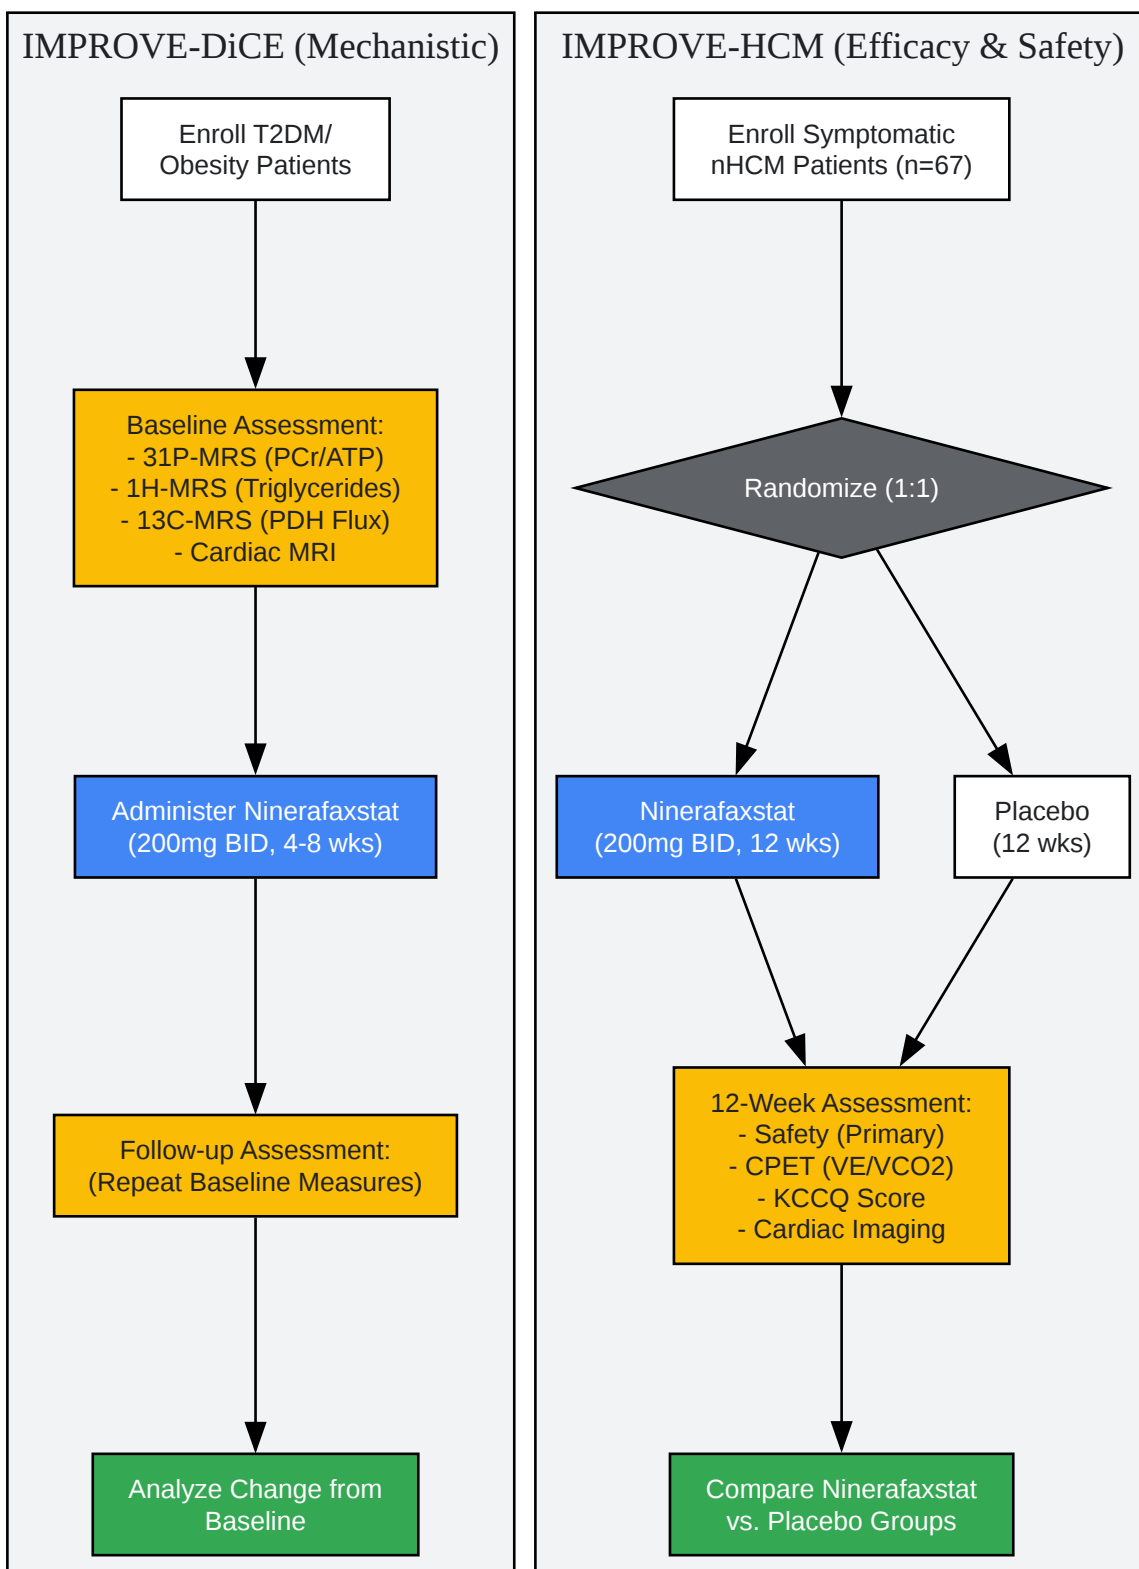 IMPROVE-DiCE (Mechanistic)
Enroll T2DM/
Obesity Patients
Baseline Assessment:
- 31P-MRS (PCr/ATP)
- 1H-MRS (Triglycerides)
- 13C-MRS (PDH Flux)
- Cardiac MRI
Administer Ninerafaxstat
(200mg BID, 4-8 wks)
Follow-up Assessment:
(Repeat Baseline Measures)
Analyze Change from
Baseline
IMPROVE-HCM (Efficacy & Safety)
Enroll Symptomatic
nHCM Patients (n=67)
Randomize (1:1)
Ninerafaxstat
(200mg BID, 12 wks)
Placebo
(12 wks)
12-Week Assessment:
- Safety (Primary)
- CPET (VE/VCO2)
- KCCQ Score
- Cardiac Imaging
Compare Ninerafaxstat
vs. Placebo Groups